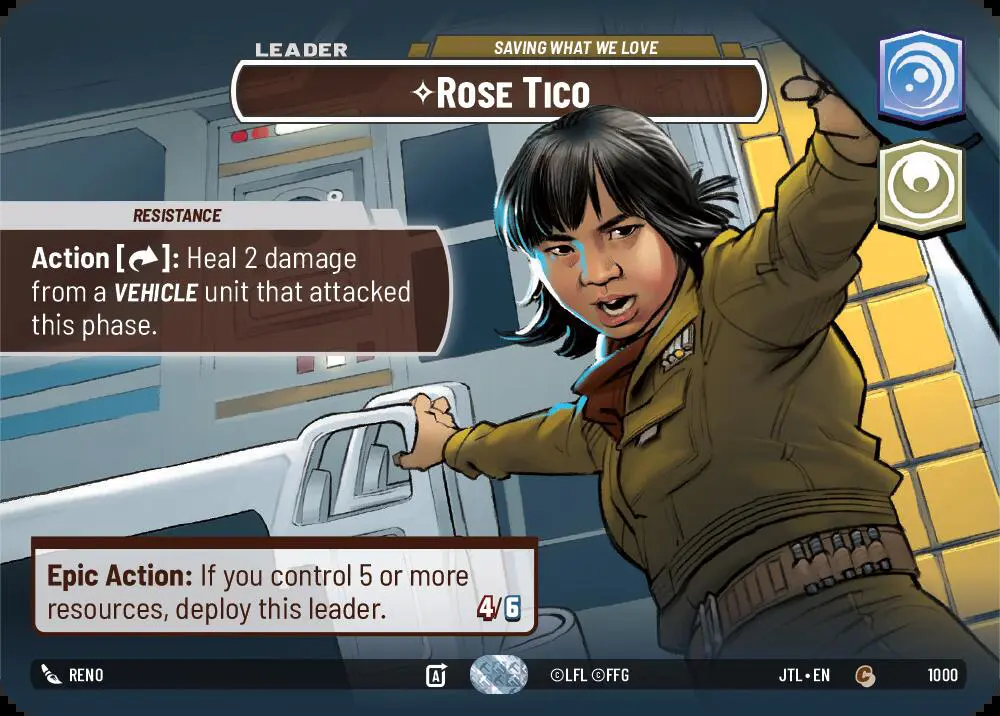 LEADER
SAVING WHAT WE LOVE
ROSE TICO
RESISTANCE
Action [ ]: Heal 2 damage
from a VEHICLE unit that attacked
this phase.
Epic Action: If you control 5 or more
resources, deploy this leader.
4/6
RENO
A
©LFL ©FFG
JTL•EN
C
1000